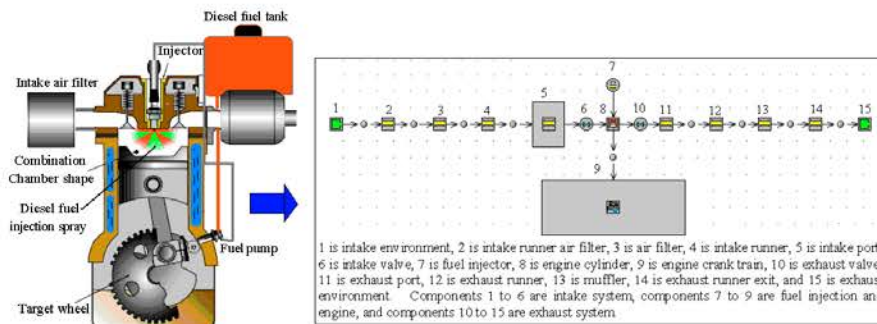 Diesel fuel tank
Injector
Intake air filter
Combination
Chamber shape
Diesel fuel
injection spray
Fuel pump
Target wheel
7
5
1 2 3 4 6 8 10 11 12 13 14 15
9
1 is intake environment, 2 is intake runner air filter, 3 is air filter, 4 is intake runner, 5 is intake port
6 is intake valve, 7 is fuel injector, 8 is engine cylinder, 9 is engine crank train, 10 is exhaust valve
11 is exhaust port, 12 is exhaust runner, 13 is muffler, 14 is exhaust runner exit, and 15 is exhaus
environment. Components 1 to 6 are intake system, components 7 to 9 are fuel injection an
engine, and components 10 to 15 are exhaust system